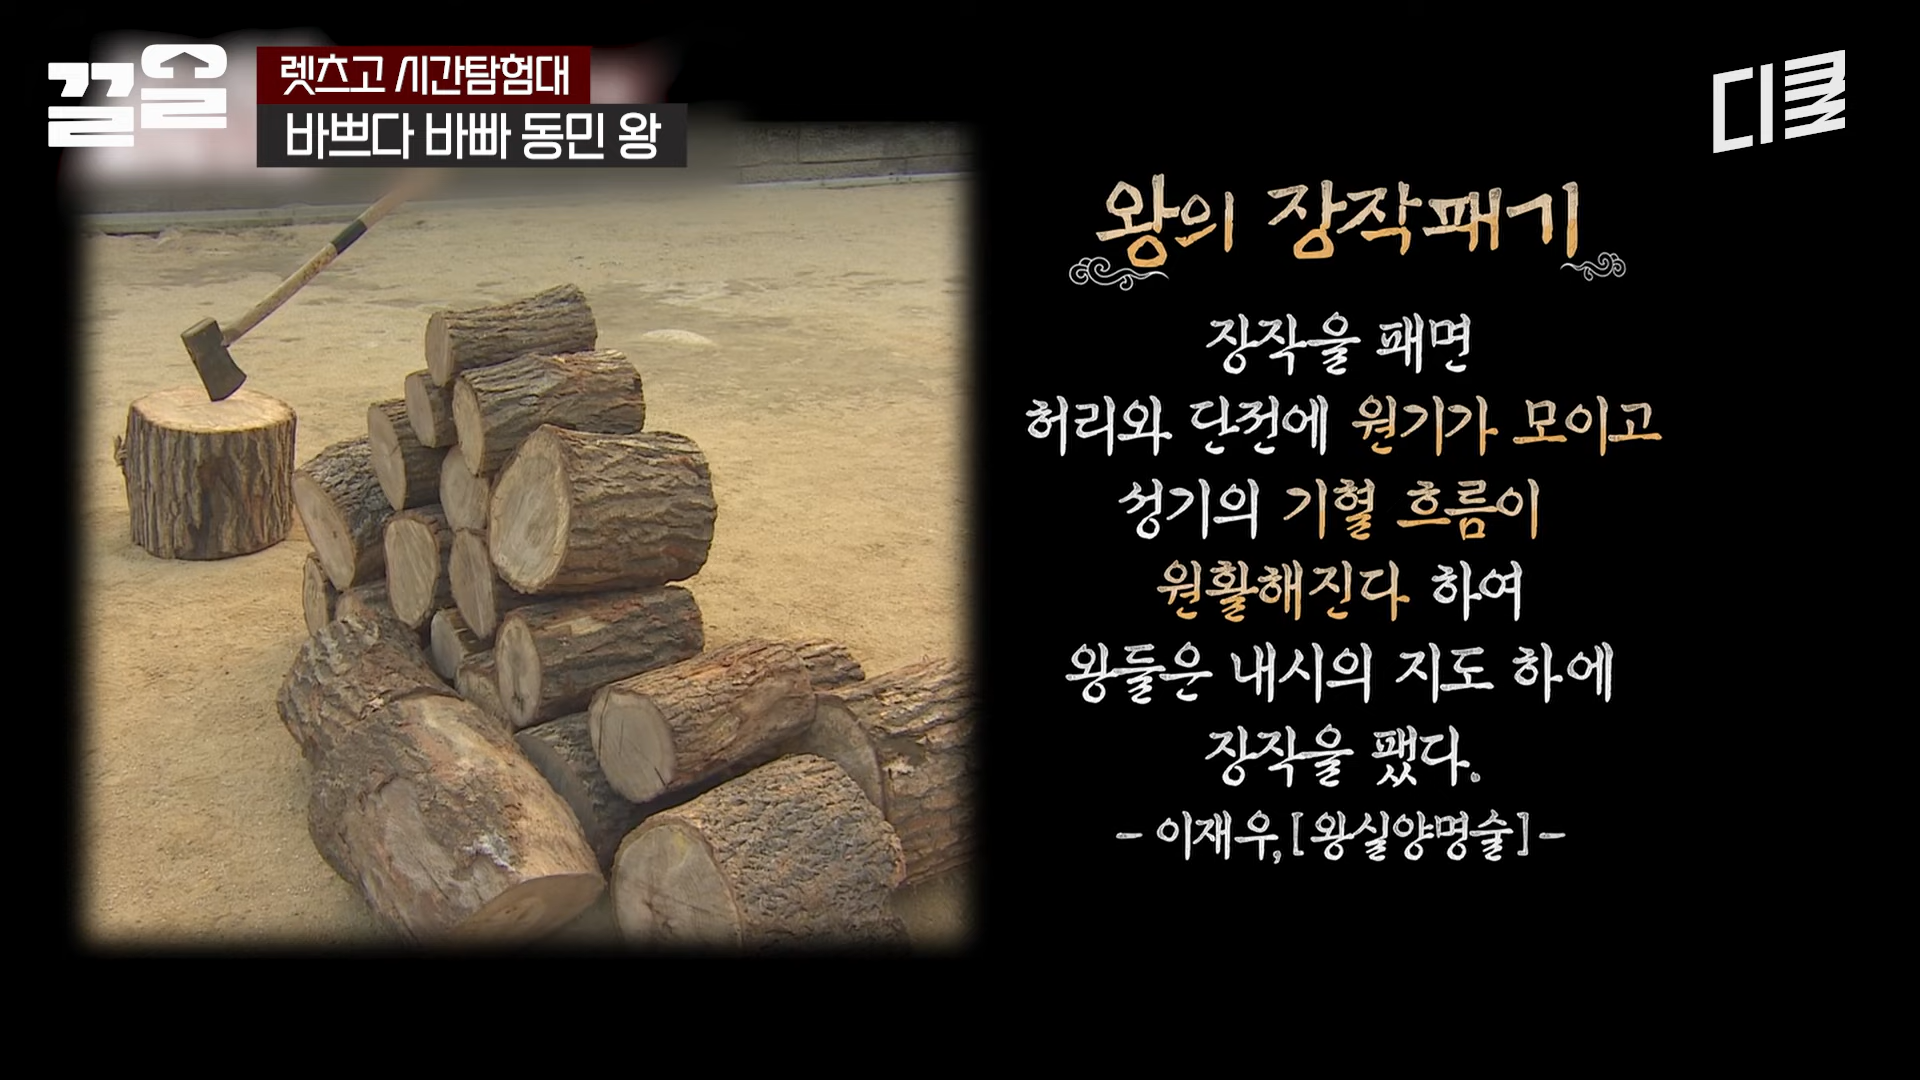 끌올
렛츠고 시간탐험대
바쁘다 바빠 동민 왕
디클
왕의 장작패기
장작을 패면
허리와 단전에 원기가 모이고
성기의 기혈 흐름이
원활해진다 하여
왕들은 내시의 지도 하에
장작을 팼다.
- 이재우, [왕실양명술] -